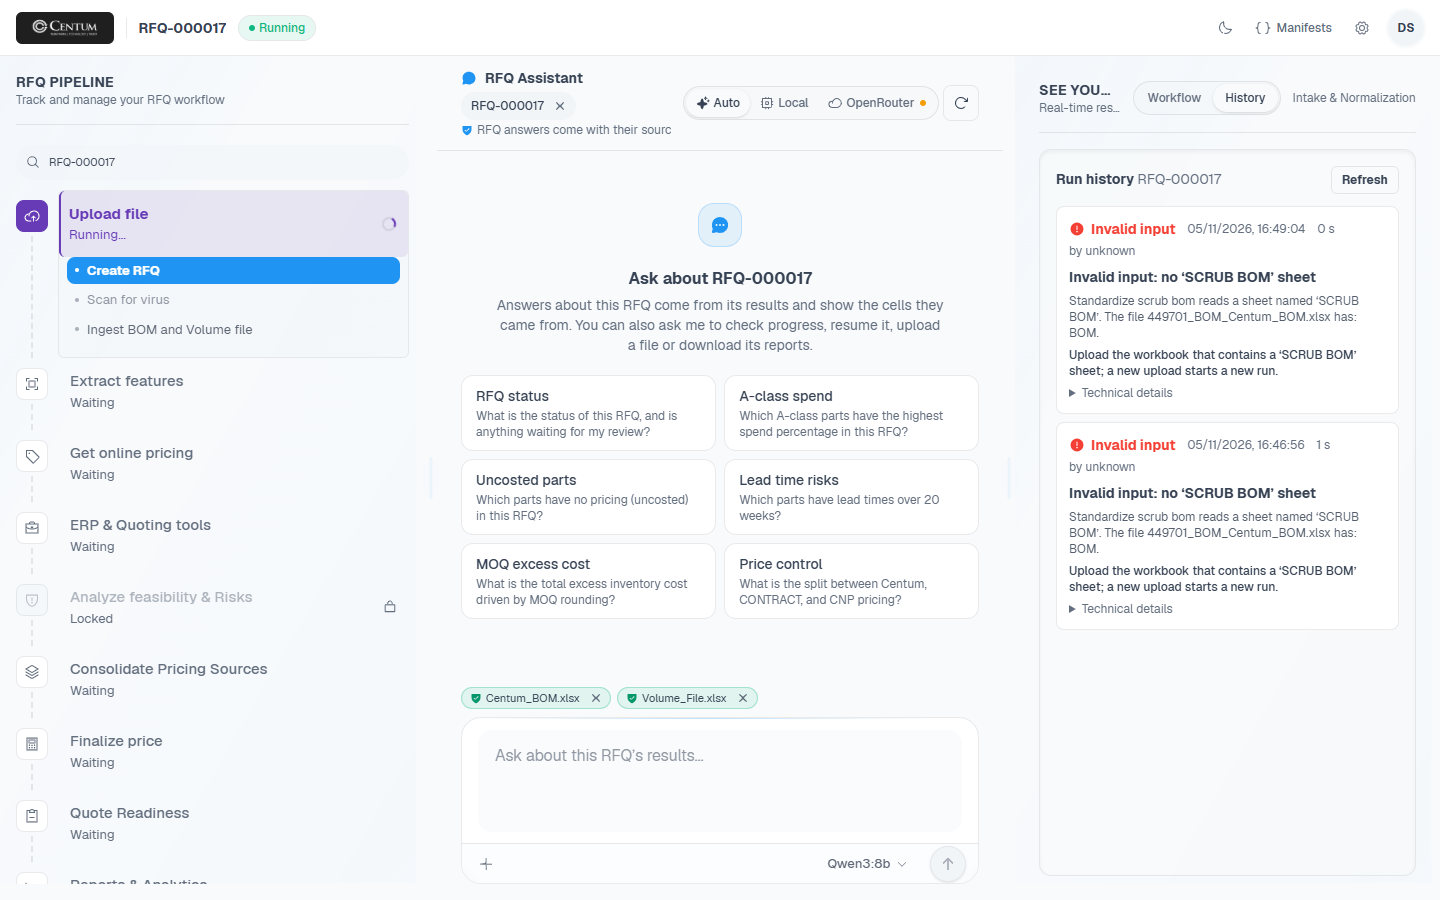 CENTUM
RFQ-000017
Running
Manifests
DS
RFQ PIPELINE
Track and manage your RFQ workflow
RFQ-000017
Upload file
Running...
Create RFQ
Scan for virus
Ingest BOM and Volume file
Extract features
Waiting
Get online pricing
Waiting
ERP & Quoting tools
Waiting
Analyze feasibility & Risks
Locked
Consolidate Pricing Sources
Waiting
Finalize price
Waiting
Quote Readiness
Waiting
Reports & Analytics
RFQ Assistant
RFQ-000017
RFQ answers come with their sourc
Auto
Local
OpenRouter
Ask about RFQ-000017
Answers about this RFQ come from its results and show the cells they
came from. You can also ask me to check progress, resume it, upload
a file or download its reports.
RFQ status
What is the status of this RFQ, and is
anything waiting for my review?
A-class spend
Which A-class parts have the highest
spend percentage in this RFQ?
Uncosted parts
Which parts have no pricing (uncosted)
in this RFQ?
Lead time risks
Which parts have lead times over 20
weeks?
MOQ excess cost
What is the total excess inventory cost
driven by MOQ rounding?
Price control
What is the split between Centum,
CONTRACT, and CNP pricing?
Centum_BOM.xlsx
Volume_File.xlsx
Ask about this RFQ's results...
Qwen3:8b
SEE YOU...
Real-time res...
Workflow
History
Intake & Normalization
Run history RFQ-000017
Refresh
Invalid input 05/11/2026, 16:49:04 0 s
by unknown
Invalid input: no ‘SCRUB BOM’ sheet
Standardize scrub bom reads a sheet named ‘SCRUB
BOM’. The file 449701_BOM_Centum_BOM.xlsx has:
BOM.
Upload the workbook that contains a ‘SCRUB BOM’
sheet; a new upload starts a new run.
Technical details
Invalid input 05/11/2026, 16:46:56 1 s
by unknown
Invalid input: no ‘SCRUB BOM’ sheet
Standardize scrub bom reads a sheet named ‘SCRUB
BOM’. The file 449701_BOM_Centum_BOM.xlsx has:
BOM.
Upload the workbook that contains a ‘SCRUB BOM’
sheet; a new upload starts a new run.
Technical details